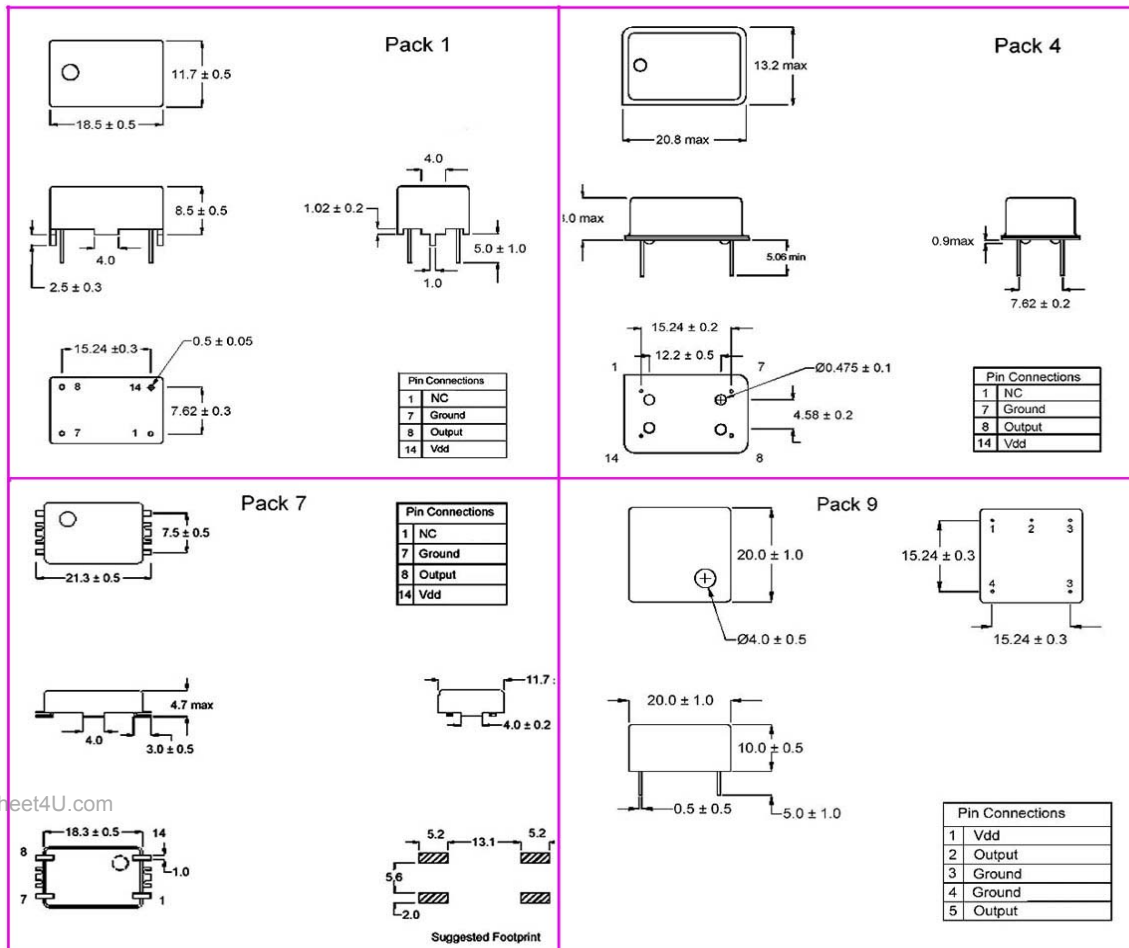 Pack 1
11.7 ± 0.5
18.5 ± 0.5
4.0
8.5 ± 0.5
1.02 ± 0.2
5.0 ± 1.0
4.0
1.0
2.5 ± 0.3
15.24 ±0.3
0.5 ± 0.05
8 14
7.62 ± 0.3
7 1
Pin Connections
1 NC
7 Ground
8 Output
14 Vdd
Pack 4
13.2 max
20.8 max
.0 max
5.06 min
0.9max
7.62 ± 0.2
15.24 ± 0.2
12.2 ± 0.5
1 7
Ø0.475 ± 0.1
4.58 ± 0.2
14 8
Pin Connections
1 NC
7 Ground
8 Output
14 Vdd
Pack 7
7.5 ± 0.5
21.3 ± 0.5
Pin Connections
1 NC
7 Ground
8 Output
14 Vdd
4.7 max
4.0
3.0 ± 0.5
11.7
4.0 ± 0.2
heet4U.com
18.3 ± 0.5
14
8
1.0
7 1
5.2 13.1 5.2
5.6
2.0
Suggested Footprint
Pack 9
20.0 ± 1.0
Ø4.0 ± 0.5
1 2 3
15.24 ± 0.3
4 3
15.24 ± 0.3
20.0 ± 1.0
10.0 ± 0.5
0.5 ± 0.5
5.0 ± 1.0
Pin Connections
1 Vdd
2 Output
3 Ground
4 Ground
5 Output